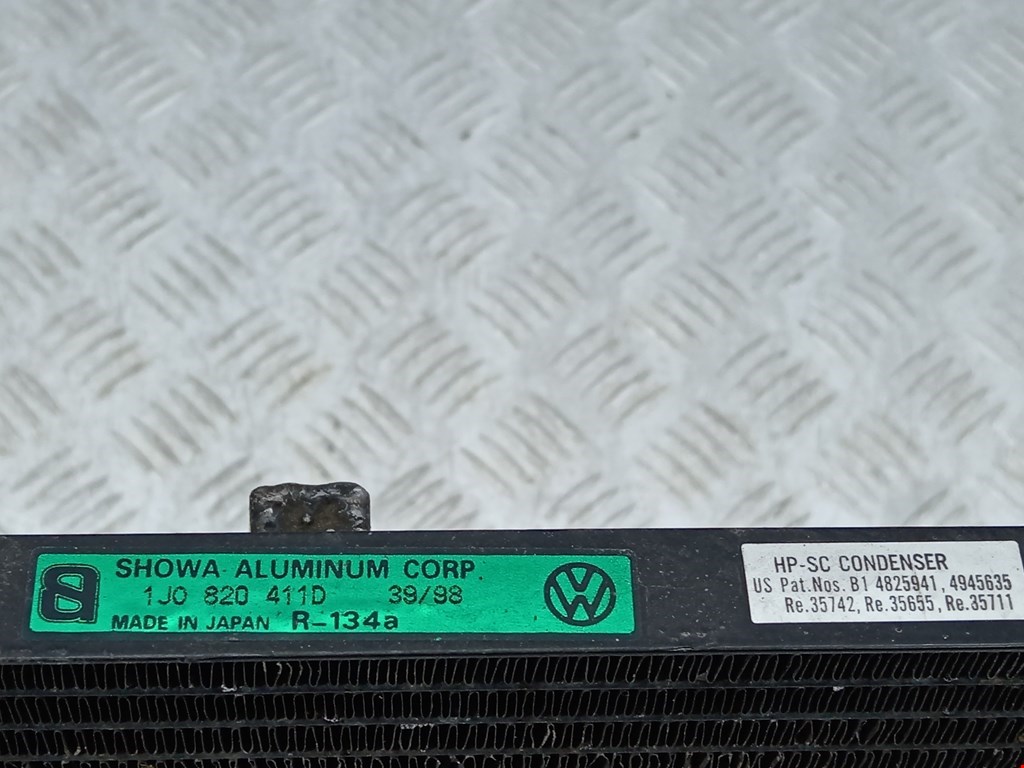 SHOWA ALUMINUM CORP.
1J0 820 411D 39/98
MADE IN JAPAN R-134a
HP-SC CONDENSER
US Pat.Nos. B1 4825941, 4945635
Re.35742, Re.35655, Re.35711